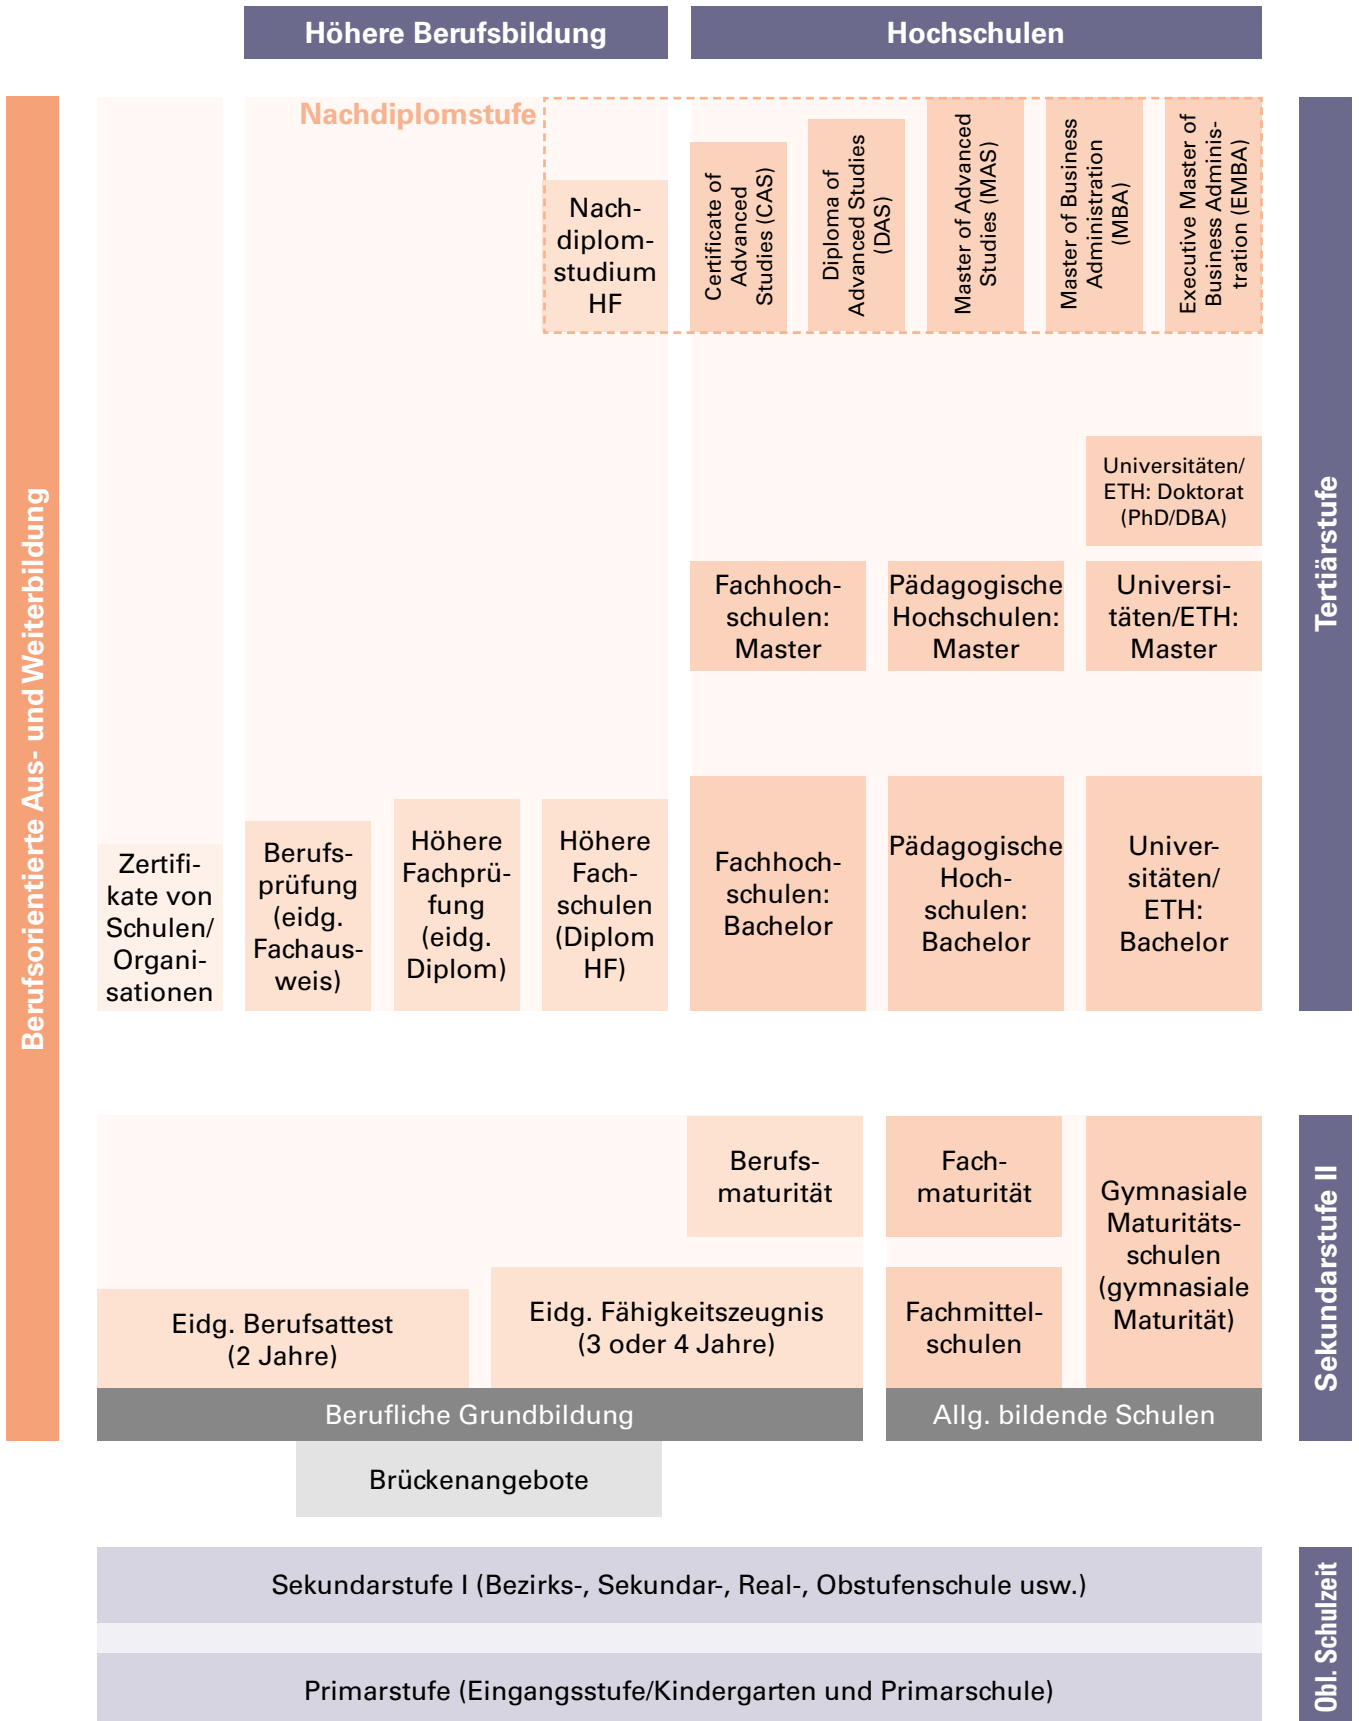 Höhere Berufsbildung
Hochschulen
Berufsorientierte Aus- und Weiterbildung
Nachdiplomstufe
Nach-
diplom-
studium
HF
Certificate of
Advanced
Studies (CAS)
Diploma of
Advanced Studies
(DAS)
Master of Advanced
Studies (MAS)
Master of Business
Administration
(MBA)
Executive Master of
Business Adminis-
tration (EMBA)
Tertiärstufe
Universitäten/
ETH: Doktorat
(PhD/DBA)
Fachhoch-
schulen:
Master
Pädagogische
Hochschulen:
Master
Universi-
täten/ETH:
Master
Zertifi-
kate von
Schulen/
Organi-
sationen
Berufs-
prüfung
(eidg.
Fachaus-
weis)
Höhere
Fachprü-
fung
(eidg.
Diplom)
Höhere
Fach-
schulen
(Diplom
HF)
Fachhoch-
schulen:
Bachelor
Pädagogische
Hoch-
schulen:
Bachelor
Univer-
sitäten/
ETH:
Bachelor
Sekundarstufe II
Berufs-
maturität
Fach-
maturität
Gymnasiale
Maturitäts-
schulen
(gymnasiale
Maturität)
Eidg. Berufsattest
(2 Jahre)
Eidg. Fähigkeitszeugnis
(3 oder 4 Jahre)
Fachmittel-
schulen
Berufliche Grundbildung
Allg. bildende Schulen
Brückenangebote
Sekundarstufe I (Bezirks-, Sekundar-, Real-, Obstufenschule usw.)
Obl. Schulzeit
Primarstufe (Eingangsstufe/Kindergarten und Primarschule)